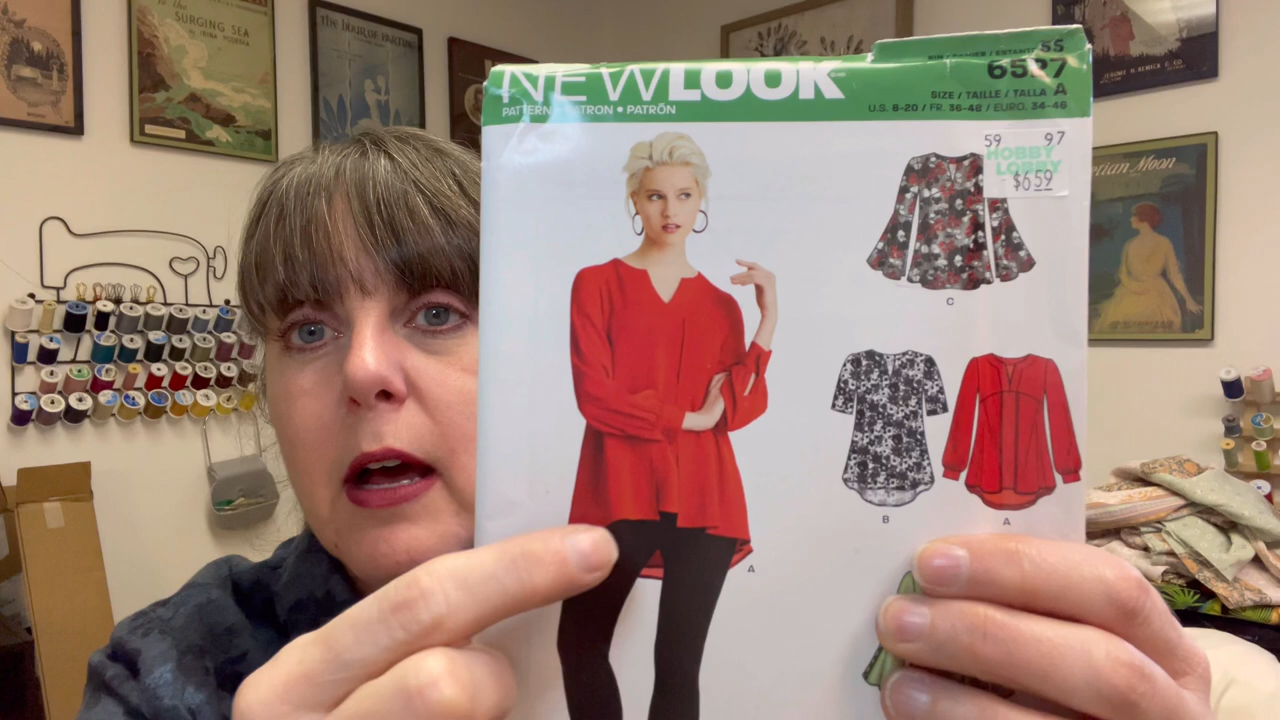 SURGING SEA
NEW LOOK
PATTERN • PATRON • PATRÓN
6527
SIZE / TAILLE / TALLA A
U.S. 6-20 / FR. 36-48 / EURO. 34-46
59 97
HOBBY
LOBBY
$6.59
C
B
A
A
Moon